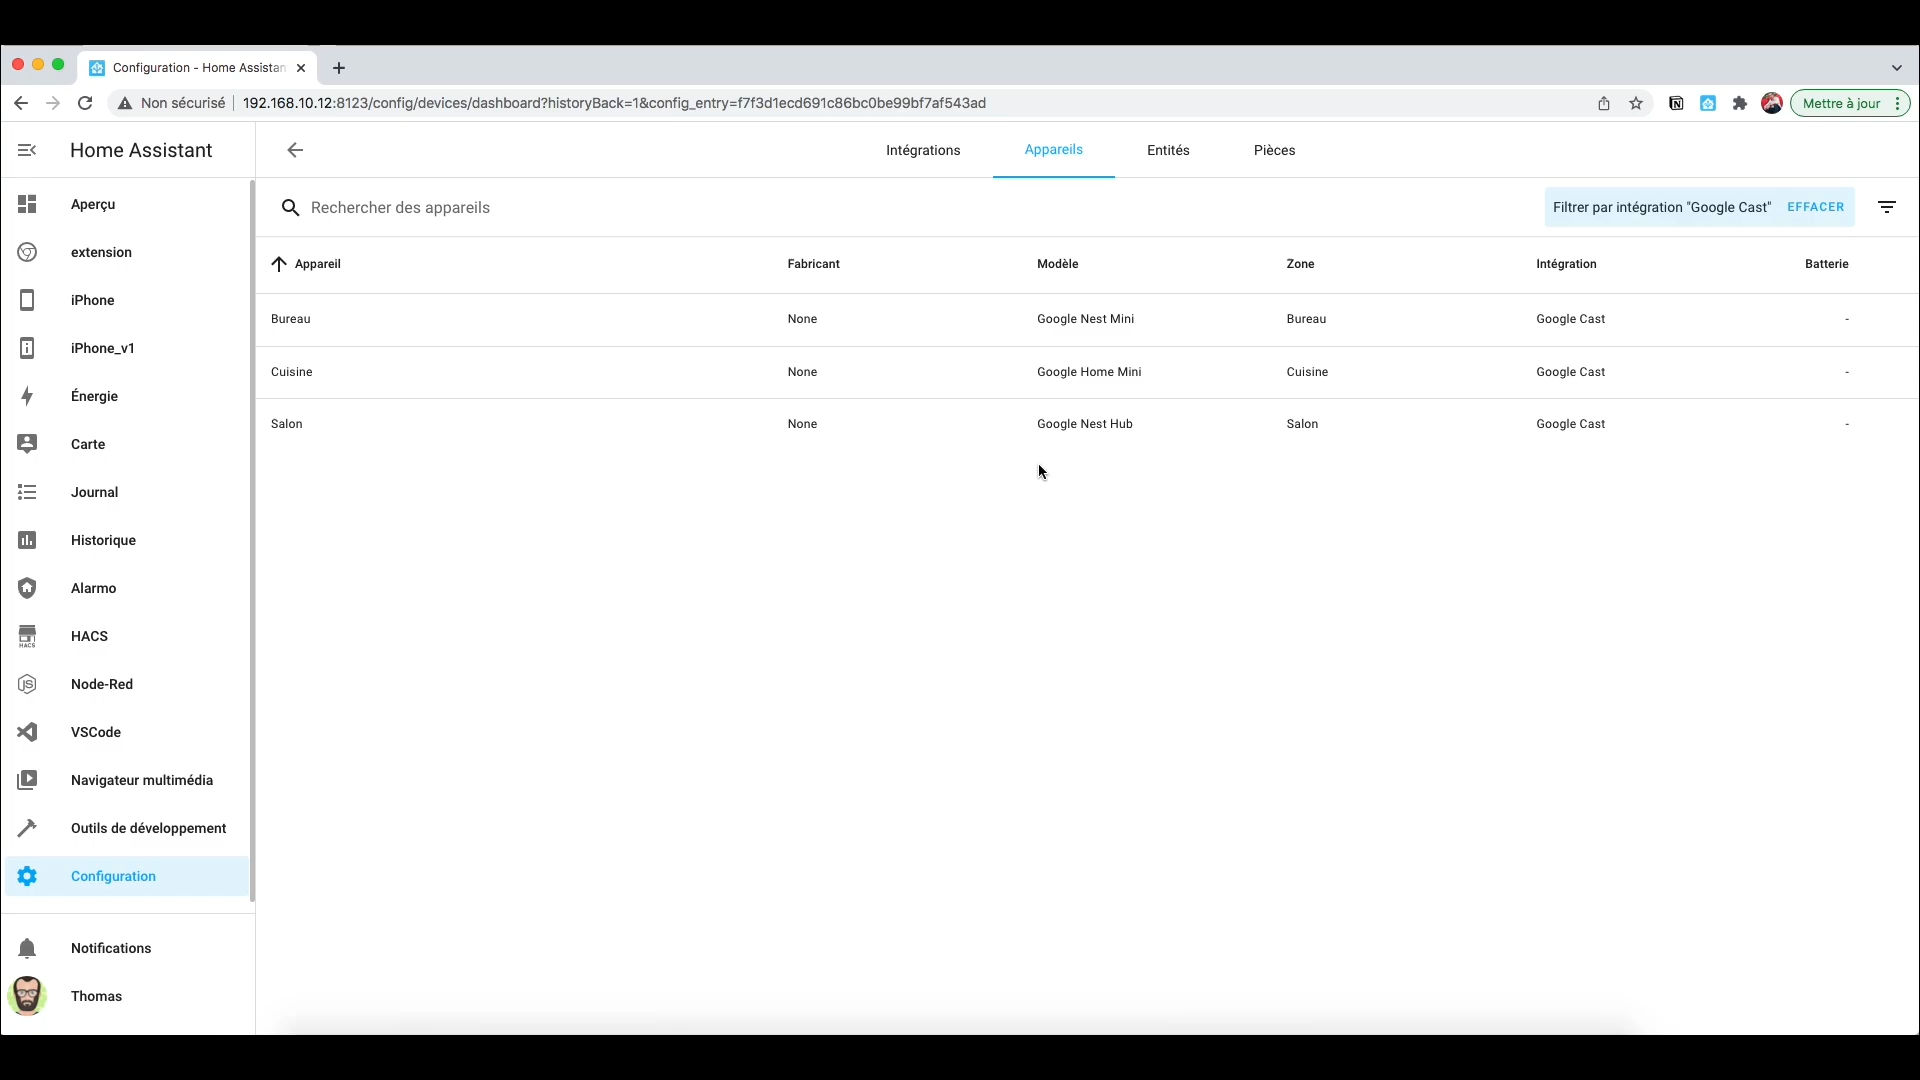 Configuration - Home Assistan
Non sécurisé
192.168.10.12:8123/config/devices/dashboard?historyBack=1&config_entry=f7f3d1ecd691c86bc0be99bf7af543ad
Mettre à jour
Home Assistant
Intégrations
Appareils
Entités
Pièces
Aperçu
extension
iPhone
iPhone_v1
Énergie
Carte
Journal
Historique
Alarmo
HACS
HACS
Node-Red
VSCode
Navigateur multimédia
Outils de développement
Configuration
Notifications
Thomas
Rechercher des appareils
Filtrer par intégration "Google Cast" EFFACER
Appareil Fabricant Modèle Zone Intégration Batterie
Bureau None Google Nest Mini Bureau Google Cast -
Cuisine None Google Home Mini Cuisine Google Cast -
Salon None Google Nest Hub Salon Google Cast -